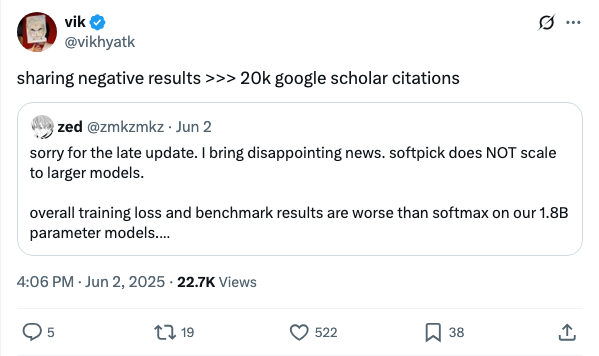 vik
@vikhyatk
sharing negative results >>> 20k google scholar citations
zed @zmkzmkz · Jun 2
sorry for the late update. I bring disappointing news. softpick does NOT scale
to larger models.
overall training loss and benchmark results are worse than softmax on our 1.8B
parameter models....
4:06 PM · Jun 2, 2025 · 22.7K Views
5 19 522 38